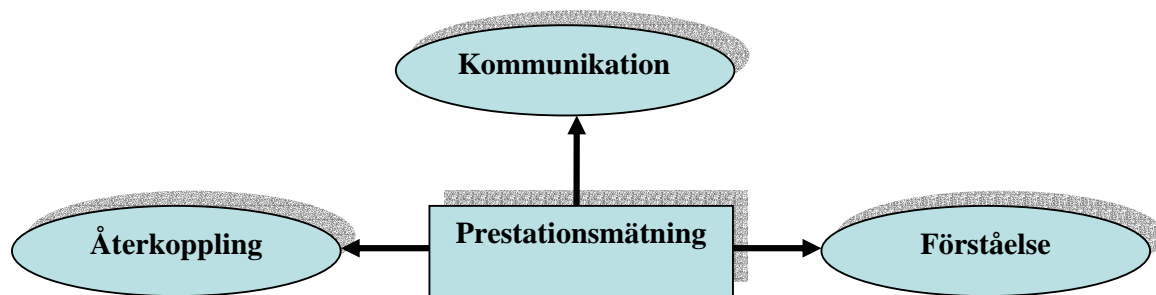 Kommunikation
Återkoppling
Prestationsmätning
Förståelse